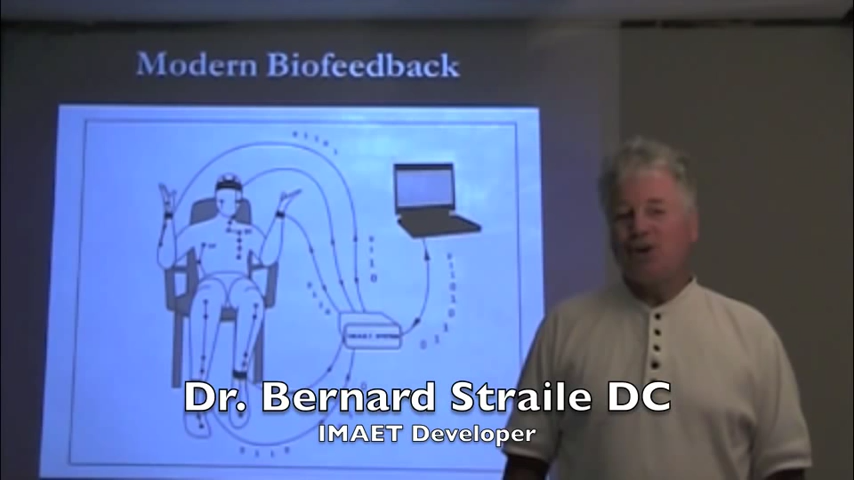 Modern Biofeedback
Dr. Bernard Straile DC
IMAET Developer